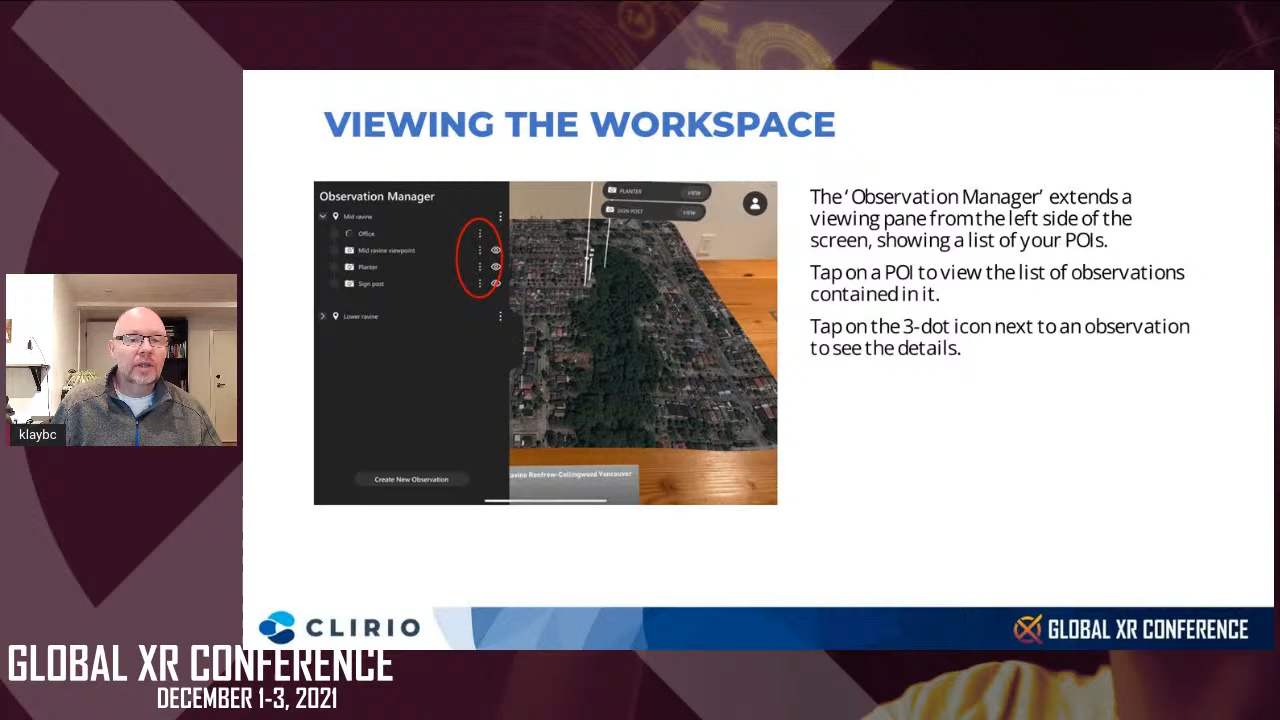 VIEWING THE WORKSPACE
Observation Manager
Mid ravine
Office
Mid ravine viewpoint
Planter
Sign post
Lower ravine
Create New Observation
PLANTER
VIEW
SIGN POST
VIEW
Ravine Renfrew-Collingwood Vancouver
The ‘Observation Manager’ extends a
viewing pane from the left side of the
screen, showing a list of your POIs.
Tap on a POI to view the list of observations
contained in it.
Tap on the 3-dot icon next to an observation
to see the details.
klaybc
CLIRIO
GLOBAL XR CONFERENCE
GLOBAL XR CONFERENCE
DECEMBER 1-3, 2021